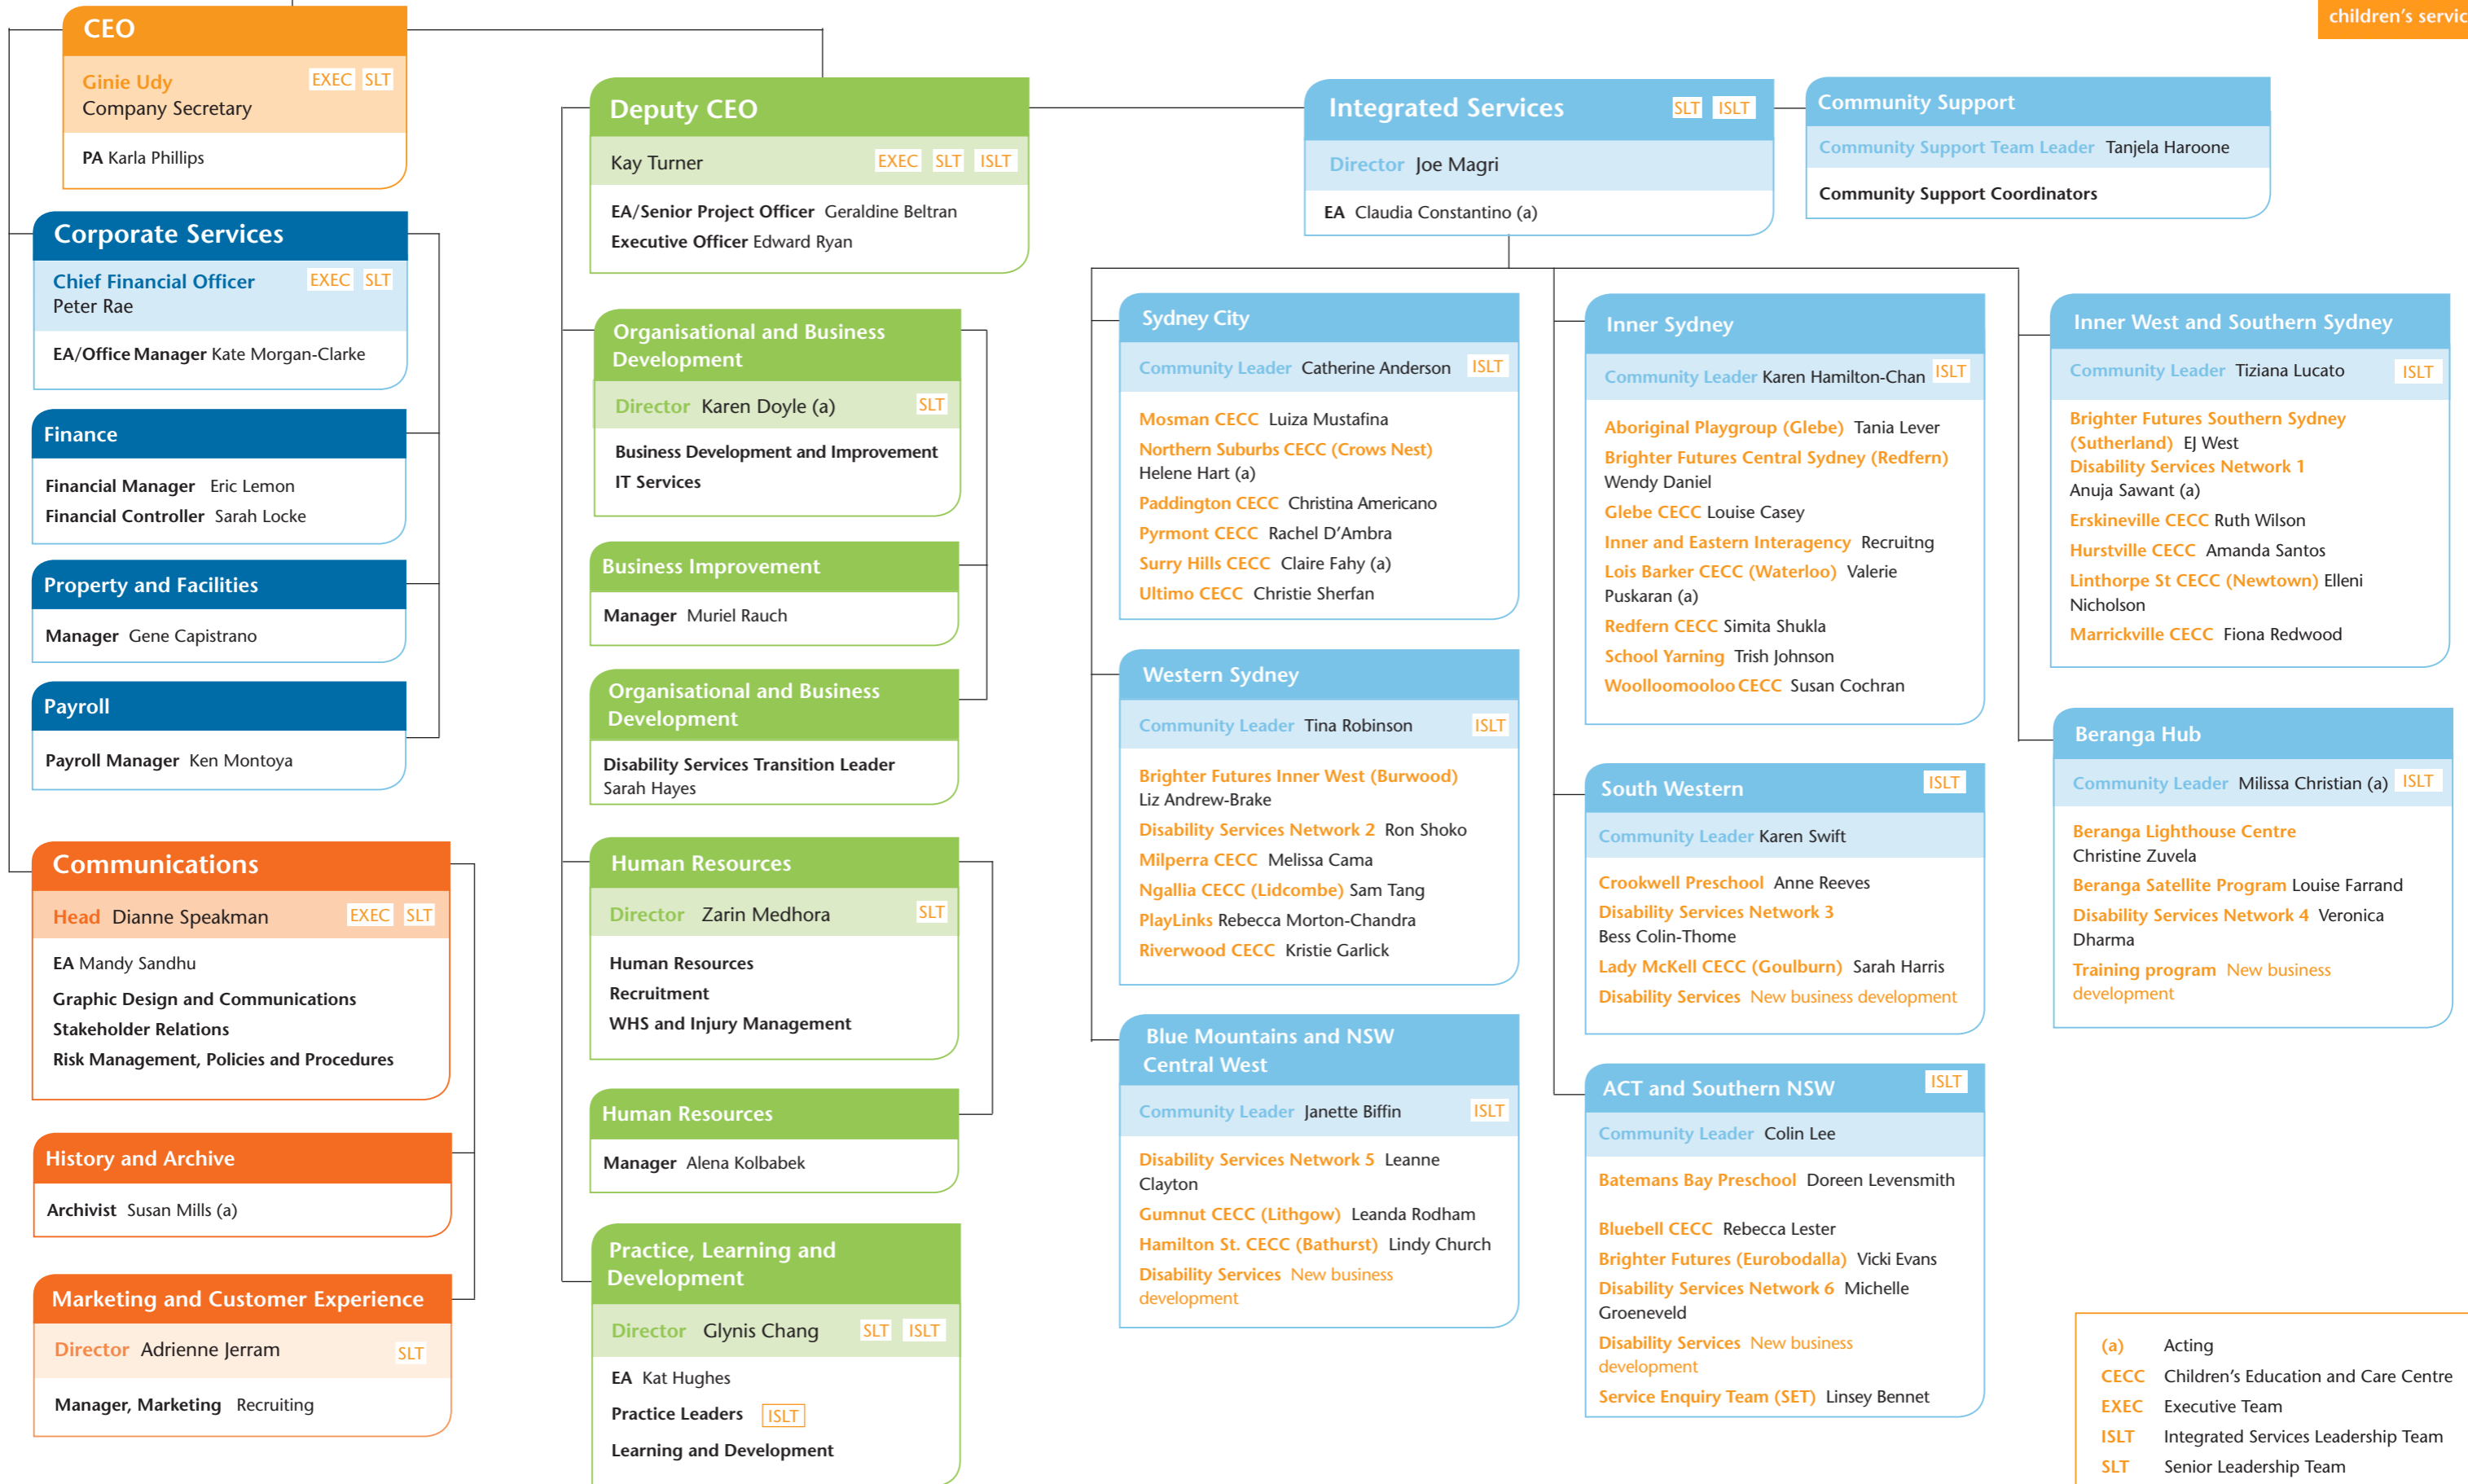 children's servic
CEO
Ginie Udy EXEC SLT
Company Secretary
PA Karla Phillips
Corporate Services
Chief Financial Officer EXEC SLT
Peter Rae
EA/Office Manager Kate Morgan-Clarke
Finance
Financial Manager Eric Lemon
Financial Controller Sarah Locke
Property and Facilities
Manager Gene Capistrano
Payroll
Payroll Manager Ken Montoya
Communications
Head Dianne Speakman EXEC SLT
EA Mandy Sandhu
Graphic Design and Communications
Stakeholder Relations
Risk Management, Policies and Procedures
History and Archive
Archivist Susan Mills (a)
Marketing and Customer Experience
Director Adrienne Jerram SLT
Manager, Marketing Recruiting
Deputy CEO
Kay Turner EXEC SLT ISLT
EA/Senior Project Officer Geraldine Beltran
Executive Officer Edward Ryan
Organisational and Business
Development
Director Karen Doyle (a) SLT
Business Development and Improvement
IT Services
Business Improvement
Manager Muriel Rauch
Organisational and Business
Development
Disability Services Transition Leader
Sarah Hayes
Human Resources
Director Zarin Medhora SLT
Human Resources
Recruitment
WHS and Injury Management
Human Resources
Manager Alena Kolbabek
Practice, Learning and
Development
Director Glynis Chang SLT ISLT
EA Kat Hughes
Practice Leaders ISLT
Learning and Development
Integrated Services SLT ISLT
Director Joe Magri
EA Claudia Constantino (a)
Community Support
Community Support Team Leader Tanjela Haroone
Community Support Coordinators
Sydney City
Community Leader Catherine Anderson ISLT
Mosman CECC Luiza Mustafina
Northern Suburbs CECC (Crows Nest)
Helene Hart (a)
Paddington CECC Christina Americano
Pyrmont CECC Rachel D'Ambra
Surry Hills CECC Claire Fahy (a)
Ultimo CECC Christie Sherfan
Western Sydney
Community Leader Tina Robinson ISLT
Brighter Futures Inner West (Burwood)
Liz Andrew-Brake
Disability Services Network 2 Ron Shoko
Milperra CECC Melissa Cama
Ngallia CECC (Lidcombe) Sam Tang
PlayLinks Rebecca Morton-Chandra
Riverwood CECC Kristie Garlick
Blue Mountains and NSW
Central West
Community Leader Janette Biffin ISLT
Disability Services Network 5 Leanne
Clayton
Gumnut CECC (Lithgow) Leanda Rodham
Hamilton St. CECC (Bathurst) Lindy Church
Disability Services New business
development
Inner Sydney
Community Leader Karen Hamilton-Chan ISLT
Aboriginal Playgroup (Glebe) Tania Lever
Brighter Futures Central Sydney (Redfern)
Wendy Daniel
Glebe CECC Louise Casey
Inner and Eastern Interagency Recruitng
Lois Barker CECC (Waterloo) Valerie
Puskaran (a)
Redfern CECC Simita Shukla
School Yarning Trish Johnson
Woolloomooloo CECC Susan Cochran
South Western ISLT
Community Leader Karen Swift
Crookwell Preschool Anne Reeves
Disability Services Network 3
Bess Colin-Thome
Lady McKell CECC (Goulburn) Sarah Harris
Disability Services New business development
ACT and Southern NSW ISLT
Community Leader Colin Lee
Batemans Bay Preschool Doreen Levensmith
Bluebell CECC Rebecca Lester
Brighter Futures (Eurobodalla) Vicki Evans
Disability Services Network 6 Michelle
Groeneveld
Disability Services New business
development
Service Enquiry Team (SET) Linsey Bennet
Inner West and Southern Sydney
Community Leader Tiziana Lucato ISLT
Brighter Futures Southern Sydney
(Sutherland) EJ West
Disability Services Network 1
Anuja Sawant (a)
Erskineville CECC Ruth Wilson
Hurstville CECC Amanda Santos
Linthorpe St CECC (Newtown) Elleni
Nicholson
Marrickville CECC Fiona Redwood
Beranga Hub
Community Leader Milissa Christian (a) ISLT
Beranga Lighthouse Centre
Christine Zuvela
Beranga Satellite Program Louise Farrand
Disability Services Network 4 Veronica
Dharma
Training program New business
development
(a) Acting
CECC Children's Education and Care Centre
EXEC Executive Team
ISLT Integrated Services Leadership Team
SLT Senior Leadership Team